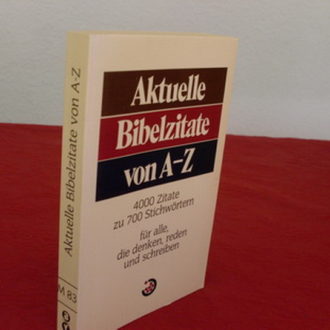 Aktuelle
Bibelzitate
von A–Z
4000 Zitate
zu 700 Stichwörtern
für alle,
die denken, reden
und schreiben
Aktuelle Bibelzitate von A-Z
M 83